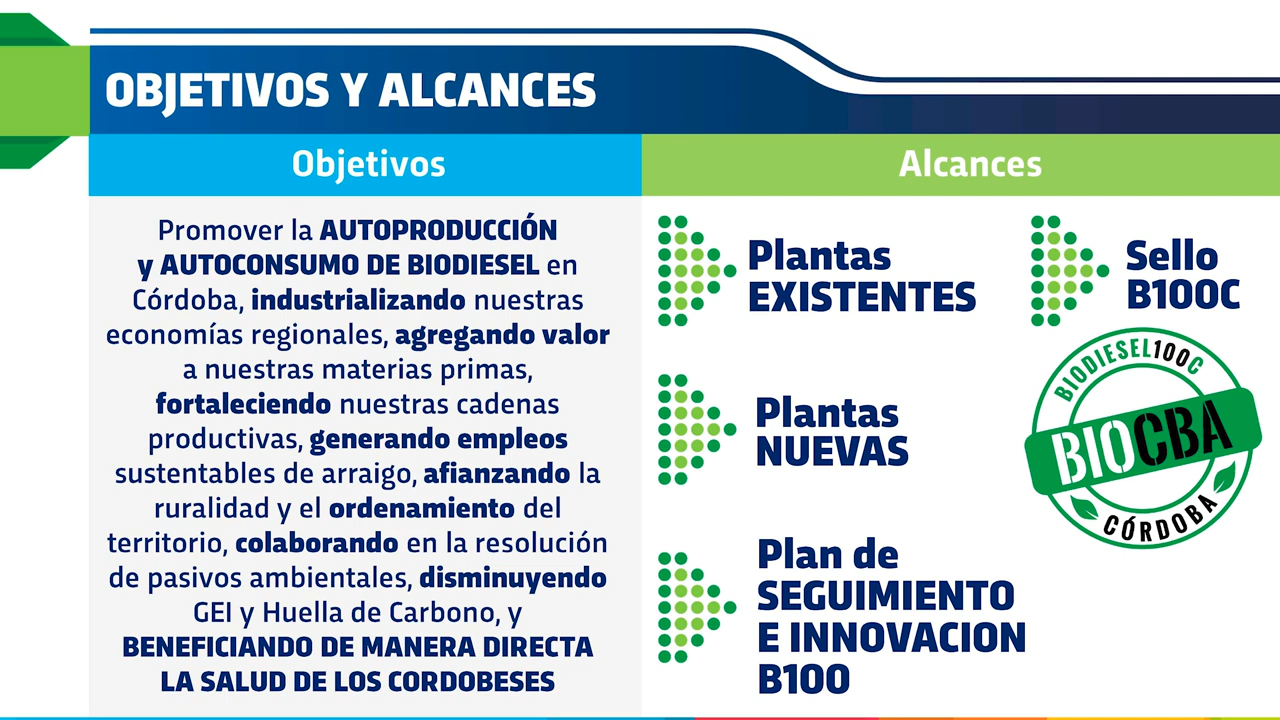 OBJETIVOS Y ALCANCES
Objetivos
Promover la AUTOPRODUCCIÓN
y AUTOCONSUMO DE BIODIESEL en
Córdoba, industrializando nuestras
economías regionales, agregando valor
a nuestras materias primas,
fortaleciendo nuestras cadenas
productivas, generando empleos
sustentables de arraigo, afianzando la
ruralidad y el ordenamiento del
territorio, colaborando en la resolución
de pasivos ambientales, disminuyendo
GEI y Huella de Carbono, y
BENEFICIANDO DE MANERA DIRECTA
LA SALUD DE LOS CORDOBESES
Alcances
Plantas
EXISTENTES
Plantas
NUEVAS
Plan de
SEGUIMIENTO
E INNOVACION
B100
Sello
B100C
BIODIESEL100C
BIOCBA
CÓRDOBA